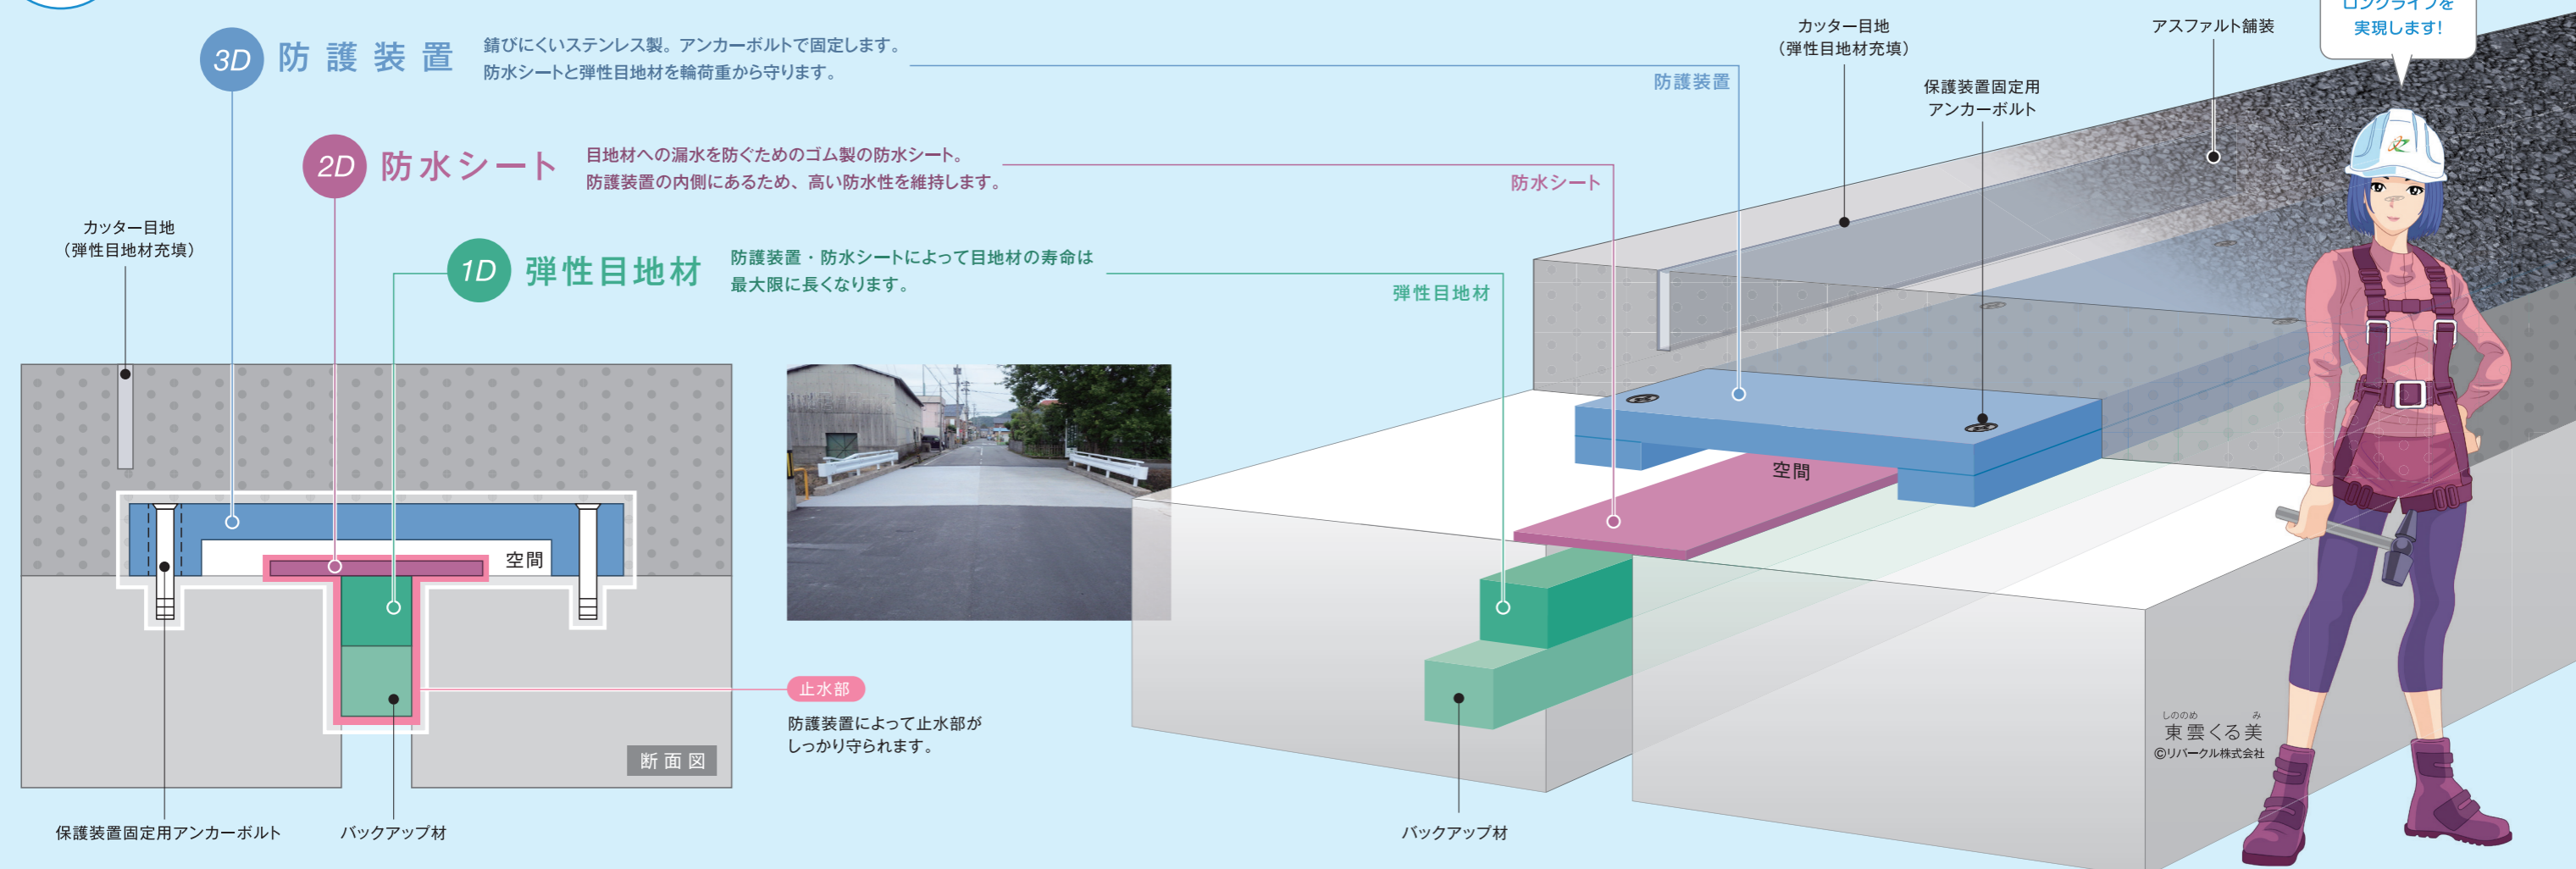 3D 防護装置
錆びにくいステンレス製。アンカーボルトで固定します。
防水シートと弾性目地材を輪荷重から守ります。
2D 防水シート
目地材への漏水を防ぐためのゴム製の防水シート。
防護装置の内側にあるため、高い防水性を維持します。
1D 弾性目地材
防護装置・防水シートによって目地材の寿命は
最大限に長くなります。
カッター目地
（弾性目地材充填）
空間
断面図
保護装置固定用アンカーボルト
バックアップ材
止水部
防護装置によって止水部が
しっかり守られます。
防護装置
防水シート
弾性目地材
カッター目地
（弾性目地材充填）
保護装置固定用
アンカーボルト
アスファルト舗装
ロングライフを
実現します！
空間
バックアップ材
しののめ み
東雲くる美
©リバークル株式会社